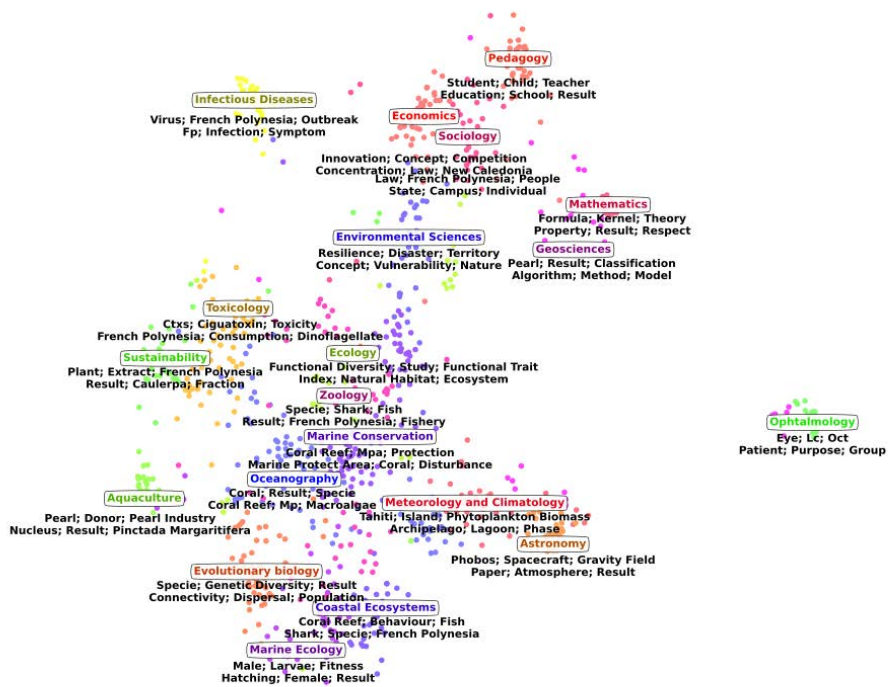 Pedagogy
Student; Child; Teacher
Education; School; Result
Infectious Diseases
Virus; French Polynesia; Outbreak
Fp; Infection; Symptom
Economics
Sociology
Innovation; Concept; Competition
Concentration; Law; New Caledonia
Law; French Polynesia; People
State; Campus; Individual
Mathematics
Formula; Kernel; Theory
Property; Result; Respect
Environmental Sciences
Resilience; Disaster; Territory
Concept; Vulnerability; Nature
Geosciences
Pearl; Result; Classification
Algorithm; Method; Model
Toxicology
Ctxs; Ciguatoxin; Toxicity
French Polynesia; Consumption; Dinoflagellate
Sustainability
Plant; Extract; French Polynesia
Result; Caulerpa; Fraction
Ecology
Functional Diversity; Study; Functional Trait
Index; Natural Habitat; Ecosystem
Zoology
Specie; Shark; Fish
Result; French Polynesia; Fishery
Ophtalmology
Eye; Lc; Oct
Patient; Purpose; Group
Marine Conservation
Coral Reef; Mpa; Protection
Marine Protect Area; Coral; Disturbance
Oceanography
Coral; Result; Specie
Coral Reef; Mp; Macroalgae
Aquaculture
Pearl; Donor; Pearl Industry
Nucleus; Result; Pinctada Margaritifera
Meteorology and Climatology
Tahiti; Island; Phytoplankton Biomass
Archipelago; Lagoon; Phase
Astronomy
Phobos; Spacecraft; Gravity Field
Paper; Atmosphere; Result
Evolutionary biology
Specie; Genetic Diversity; Result
Connectivity; Dispersal; Population
Coastal Ecosystems
Coral Reef; Behaviour; Fish
Shark; Specie; French Polynesia
Marine Ecology
Male; Larvae; Fitness
Hatching; Female; Result